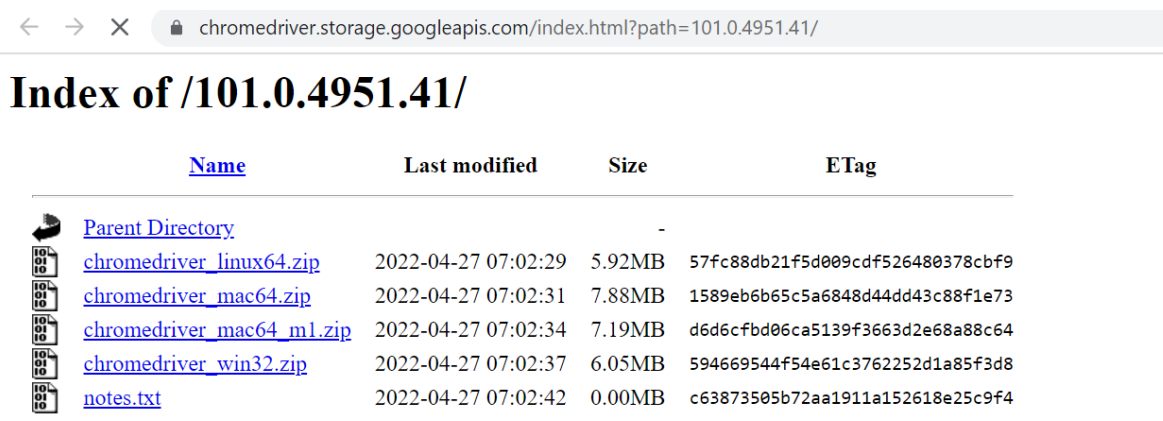 chromedriver.storage.googleapis.com/index.html?path=101.0.4951.41/
Index of /101.0.4951.41/
Name Last modified Size ETag
Parent Directory -
chromedriver_linux64.zip 2022-04-27 07:02:29 5.92MB 57fc88db21f5d009cdf526480378cbf9
chromedriver_mac64.zip 2022-04-27 07:02:31 7.88MB 1589eb6b65c5a6848d44dd43c88f1e73
chromedriver_mac64_m1.zip 2022-04-27 07:02:34 7.19MB d6d6cfbd06ca5139f3663d2e68a88c64
chromedriver_win32.zip 2022-04-27 07:02:37 6.05MB 594669544f54e61c3762252d1a85f3d8
notes.txt 2022-04-27 07:02:42 0.00MB c63873505b72aa1911a152618e25c9f4